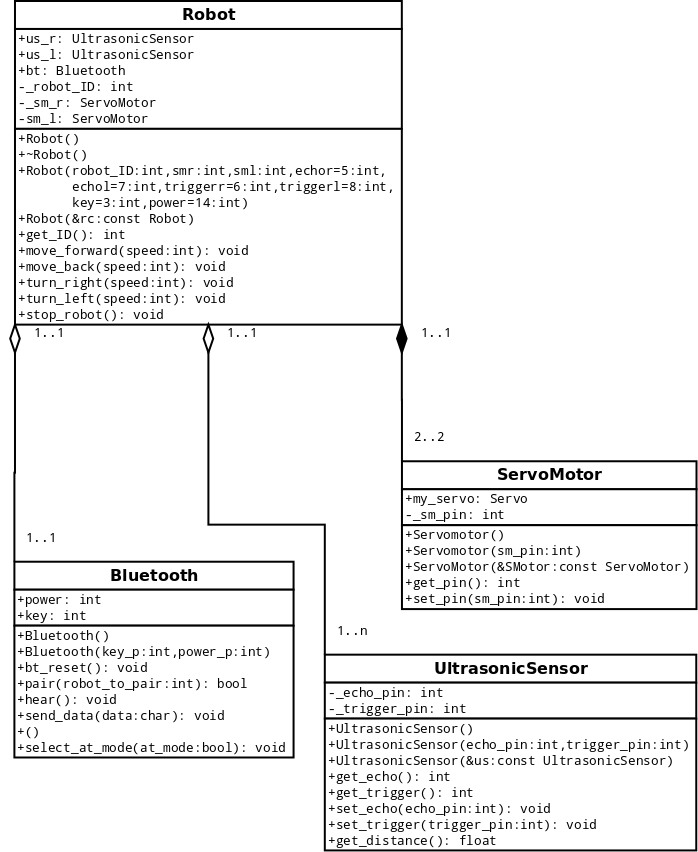 Robot
+us_r: UltrasonicSensor
+us_l: UltrasonicSensor
+bt: Bluetooth
-_robot_ID: int
-_sm_r: ServoMotor
-sm_l: ServoMotor
+Robot()
+~Robot()
+Robot(robot_ID:int,smr:int,sml:int,echor=5:int,
echol=7:int,triggerr=6:int,triggerl=8:int,
key=3:int,power=14:int)
+Robot(&rc:const Robot)
+get_ID(): int
+move_forward(speed:int): void
+move_back(speed:int): void
+turn_right(speed:int): void
+turn_left(speed:int): void
+stop_robot(): void
1..1
1..1
1..1
2..2
ServoMotor
+my_servo: Servo
-_sm_pin: int
+Servomotor()
+Servomotor(sm_pin:int)
+ServoMotor(&SMotor:const ServoMotor)
+get_pin(): int
+set_pin(sm_pin:int): void
1..1
Bluetooth
+power: int
+key: int
+Bluetooth()
+Bluetooth(key_p:int,power_p:int)
+bt_reset(): void
+pair(robot_to_pair:int): bool
+hear(): void
+send_data(data:char): void
+()
+select_at_mode(at_mode:bool): void
1..n
UltrasonicSensor
-_echo_pin: int
-_trigger_pin: int
+UltrasonicSensor()
+UltrasonicSensor(echo_pin:int,trigger_pin:int)
+UltrasonicSensor(&us:const UltrasonicSensor)
+get_echo(): int
+get_trigger(): int
+set_echo(echo_pin:int): void
+set_trigger(trigger_pin:int): void
+get_distance(): float